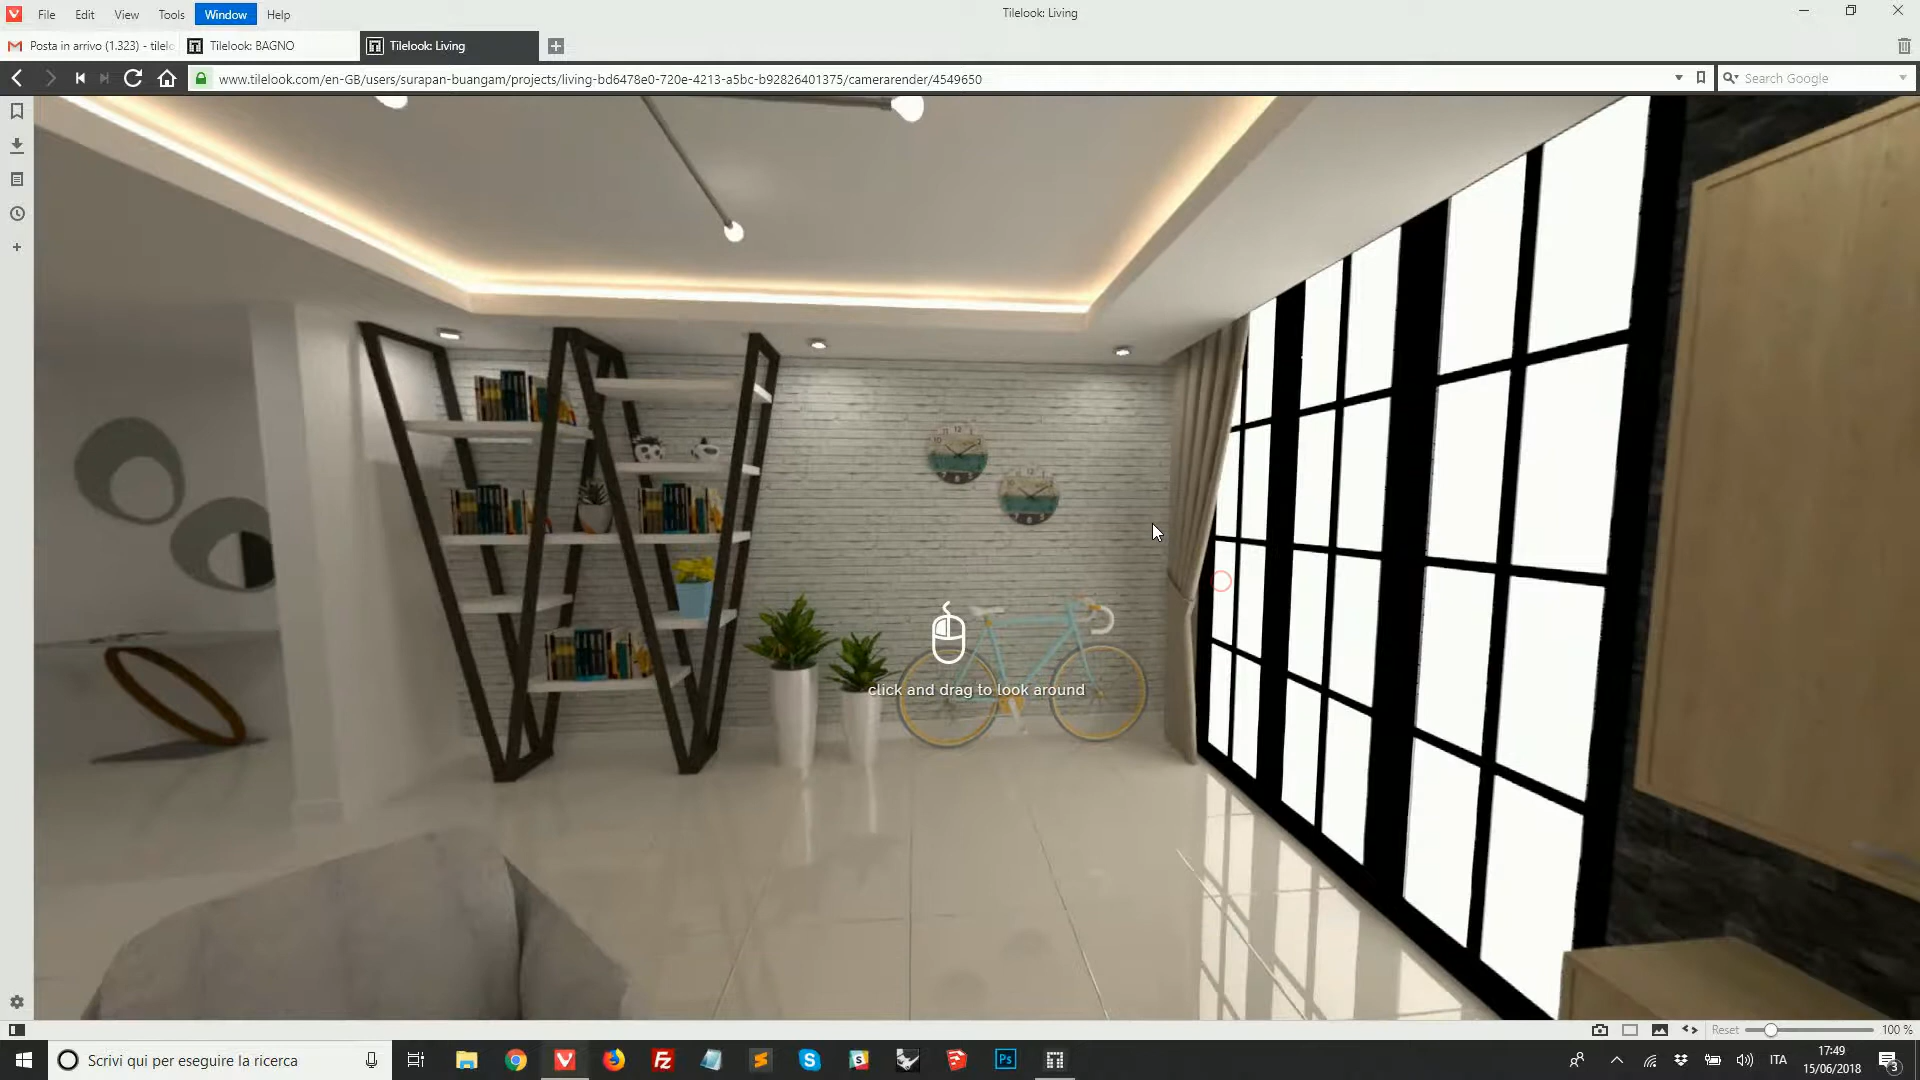 File Edit View Tools Window Help
Tilelook: Living
Posta in arrivo (1.323) - tilelo
Tilelook: BAGNO
Tilelook: Living
www.tilelook.com/en-GB/users/surapan-buangam/projects/living-bd6478e0-720e-4213-a5bc-b92826401375/camerarender/4549650
Search Google
click and drag to look around
Reset
100 %
Scrivi qui per eseguire la ricerca
Fz
Ps
ITA
17:49
15/06/2018
3